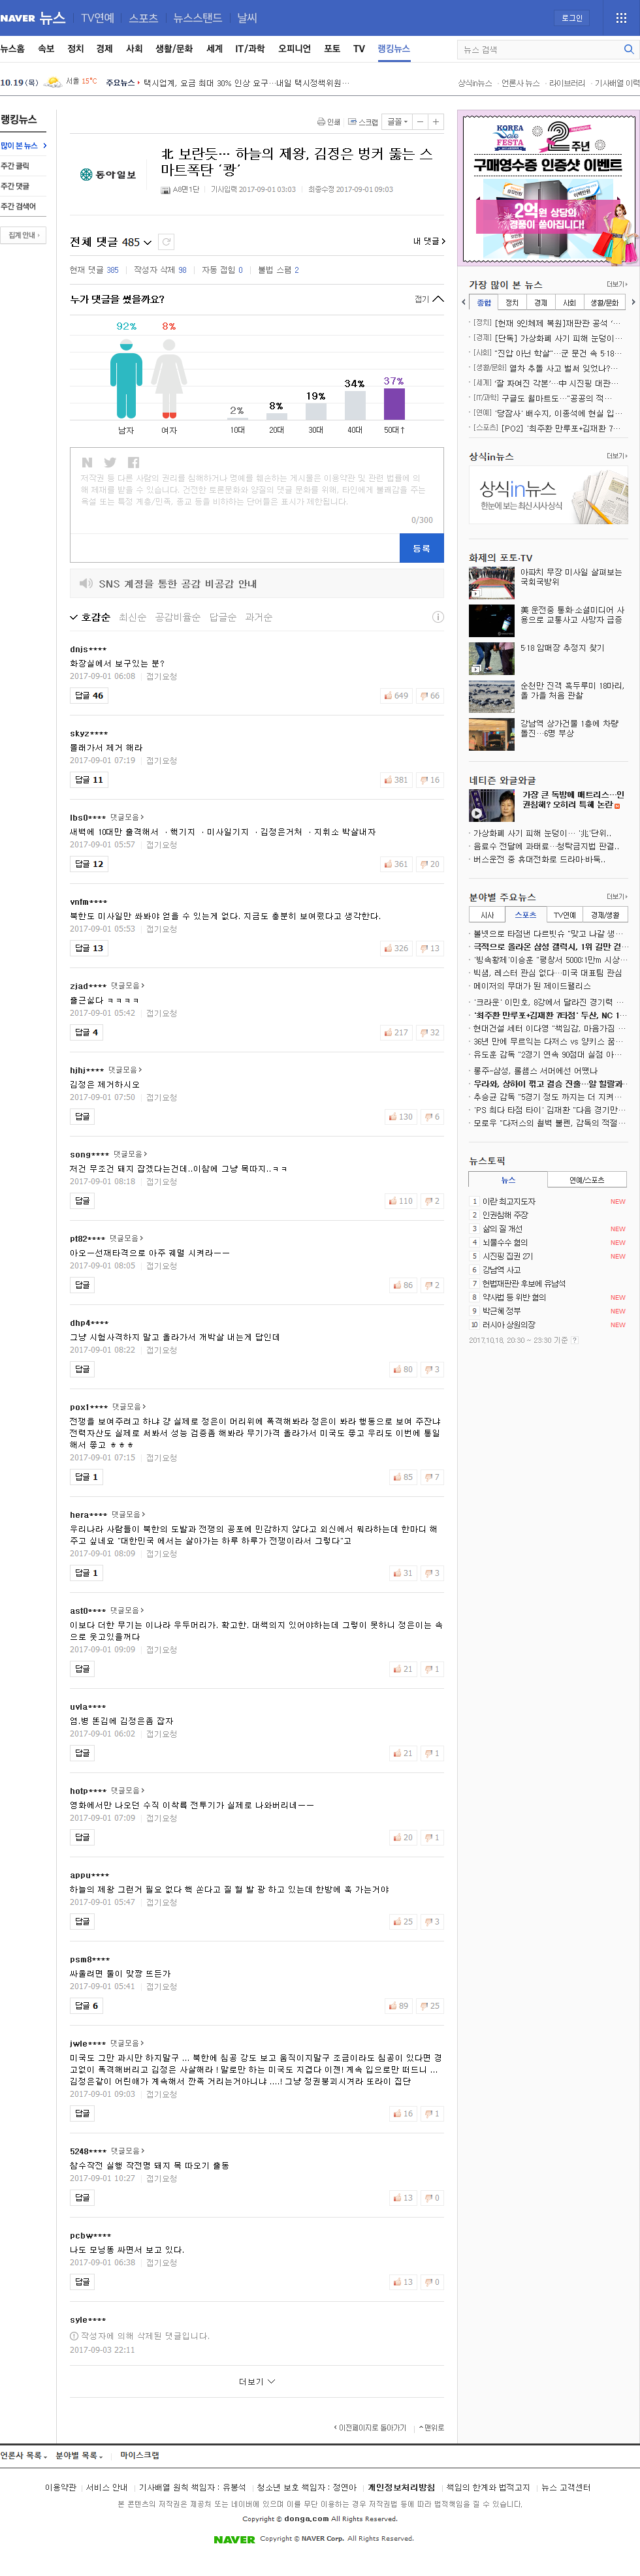 NAVER 뉴스 TV연예 스포츠 뉴스스탠드 날씨
로그인
뉴스홈 속보 정치 경제 사회 생활/문화 세계 IT/과학 오피니언 포토 TV 랭킹뉴스
뉴스 검색
10.19(목) 서울 15°C 주요뉴스 택시업계, 요금 최대 30% 인상 요구…내일 택시정책위원…
상식in뉴스 언론사 뉴스 라이브러리 기사배열 이력
랭킹뉴스
많이 본 뉴스
주간 클릭
주간 댓글
주간 검색어
집계 안내
인쇄 스크랩 글꼴 - +
동아일보
北 보란듯… 하늘의 제왕, 김정은 벙커 뚫는 스
마트폭탄 ‘쾅’
A8면1단 기사입력 2017-09-01 03:03 최종수정 2017-09-01 09:03
전체 댓글 485
내 댓글
현재 댓글 385 작성자 삭제 98 자동 접힘 0 불법 스팸 2
누가 댓글을 썼을까요?
접기
92% 8%
2% 8% 19% 34% 37%
남자 여자 10대 20대 30대 40대 50대↑
저작권 등 다른 사람의 권리를 침해하거나 명예를 훼손하는 게시물은 이용약관 및 관련 법률에 의
해 제재를 받을 수 있습니다. 건전한 토론문화와 양질의 댓글 문화를 위해, 타인에게 불쾌감을 주는
욕설 또는 특정 계층/민족, 종교 등을 비하하는 단어들은 표시가 제한됩니다.
0/300
등록
SNS 계정을 통한 공감 비공감 안내
호감순 최신순 공감비율순 답글순 과거순
dnjs****
화장실에서 보구있는 분?
2017-09-01 06:08 접기요청
답글 46
649 66
skyz****
몰래가서 제거 해라
2017-09-01 07:19 접기요청
답글 11
381 16
lbs0**** 댓글모음
새벽에 10대만 출격해서 ㆍ핵기지 ㆍ미사일기지 ㆍ김정은거처 ㆍ지휘소 박살내자
2017-09-01 05:57 접기요청
답글 12
361 20
vnfm****
북한도 미사일만 쏴봐야 얻을 수 있는게 없다. 지금도 충분히 보여줬다고 생각한다.
2017-09-01 05:53 접기요청
답글 13
326 13
zjad**** 댓글모음
출근싫다 ㅋㅋㅋㅋ
2017-09-01 05:42 접기요청
답글 4
217 32
hjhj**** 댓글모음
김정은 제거하시오
2017-09-01 07:50 접기요청
답글
130 6
song**** 댓글모음
저건 무조건 돼지 잡겠다는건데..이참에 그냥 목따지..ㅋㅋ
2017-09-01 08:18 접기요청
답글
110 2
pt82**** 댓글모음
아오ㅡ선재타격으로 아주 궤멸 시켜라ㅡㅡ
2017-09-01 08:05 접기요청
답글
86 2
dhp4****
그냥 시험사격하지 말고 올라가서 개박살 내는게 답인데
2017-09-01 08:22 접기요청
답글
80 3
pox1**** 댓글모음
전쟁을 보여주려고 하냐 걍 실제로 정은이 머리위에 폭격해봐라 정은이 봐라 행동으로 보여 주잔냐
전력자산도 실제로 써봐서 성능 검증좀 해봐라 무기가격 올라가서 미국도 좋고 우리도 이번에 통일
해서 좋고 ㅎㅎㅎ
2017-09-01 07:15 접기요청
답글 1
85 7
hera**** 댓글모음
우리나라 사람들이 북한의 도발과 전쟁의 공포에 민감하지 않다고 외신에서 뭐라하는데 한마디 해
주고 싶네요 "대한민국 에서는 살아가는 하루 하루가 전쟁이라서 그렇다"고
2017-09-01 08:09 접기요청
답글 1
31 3
ast0**** 댓글모음
이보다 더한 무기는 이나라 우두머리가. 확고한. 대책의지 있어야하는데 그렇이 못하니 정은이는 속
으로 웃고있을꺼다
2017-09-01 09:09 접기요청
답글
21 1
uvla****
염.병 똔김에 김정은좀 잡자
2017-09-01 06:02 접기요청
답글
21 1
hotp**** 댓글모음
영화에서만 나오던 수직 이착륙 전투기가 실제로 나와버리네ㅡㅡ
2017-09-01 07:09 접기요청
답글
20 1
appu****
하늘의 제왕 그런거 필요 없다 핵 쏜다고 질 헐 발 광 하고 있는데 한방에 훅 가는거야
2017-09-01 05:47 접기요청
답글
25 3
psm8****
싸울려면 둘이 맞짱 뜨든가
2017-09-01 05:41 접기요청
답글 6
89 25
jwle**** 댓글모음
미국도 그만 과시만 하지말구 ... 북한에 침공 강도 보고 움직이지말구 조금이라도 침공이 있다면 경
고없이 폭격해버리고 김정은 사살해라 ! 말로만 하는 미국도 지겹다 이젠! 계속 입으로만 떠드니 ...
김정은같이 어린애가 계속해서 깐족 거리는거아니냐 ....! 그냥 정권붕괴시켜라 또라이 집단
2017-09-01 09:03 접기요청
답글
16 1
5248**** 댓글모음
참수작전 실행 작전명 돼지 목 따오기 출동
2017-09-01 10:27 접기요청
답글
13 0
pcbw****
나도 모닝똥 싸면서 보고 있다.
2017-09-01 06:38 접기요청
답글
13 0
syle****
작성자에 의해 삭제된 댓글입니다.
2017-09-03 22:11
더보기
이전페이지로 돌아가기 맨위로
KOREA Sale FESTA 2주년
구매영수증 인증샷 이벤트
2억원 상당의
경품이 쏟아집니다!
가장 많이 본 뉴스 더보기
종합 정치 경제 사회 생활/문화
[정치] [현재 9인체제 복원]재판관 공석 ‘…
[경제] [단독] 가상화폐 사기 피해 눈덩이…
[사회] "진압 아닌 학살"…군 문건 속 5·18…
[생활/문화] 열차 추돌 사고 벌써 잊었나?…
[세계] '잘 짜여진 각본'…中 시진핑 대관…
[IT/과학] 구글도 월마트도…"공공의 적…
[연예] '당잠사' 배수지, 이종석에 현실 입…
[스포츠] [PO2] '최주환 만루포+김재환 7…
상식in뉴스 더보기
상식in뉴스
한눈에 보는 최신 시사상식
화제의 포토·TV
아파치 무장 미사일 살펴보는
국회국방위
美 운전중 통화·소셜미디어 사
용으로 교통사고 사망자 급증
5·18 암매장 추정지 찾기
순천만 진객 흑두루미 18마리,
올 가을 처음 관찰
강남역 상가건물 1층에 차량
돌진…6명 부상
네티즌 와글와글
가장 큰 독방에 매트리스…인
권침해? 오히려 특혜 논란
가상화폐 사기 피해 눈덩이… '北'단위..
음료수 전달에 과태료…청탁금지법 판결..
버스운전 중 휴대전화로 드라마·바둑..
분야별 주요뉴스 더보기
시사 스포츠 TV연예 경제/생활
볼넷으로 타점낸 다르빗슈 "맞고 나갈 생…
극적으로 올라온 삼성 갤럭시, 1위 길만 걷…
'빙속황제'이승훈 "평창서 5000·1만m 시상…
빅샘, 레스터 관심 없다…미국 대표팀 관심
메이저의 무대가 된 제이드팰리스
'크라운' 이민호, 8강에서 달라진 경기력 …
'최주환 만루포+김재환 7타점' 두산, NC 1…
현대건설 세터 이다영 "책임감, 마음가짐 …
36년 만에 무르익는 다저스 vs 양키스 꿈…
유도훈 감독 "2경기 연속 90점대 실점 아…
롱주-삼성, 롤챔스 서머에선 어땠나
우라와, 상하이 꺾고 결승 진출…알 힐랄과…
추승균 감독 "5경기 정도 까지는 더 지켜…
'PS 최다 타점 타이' 김재환 "다음 경기만…
모로우 "다저스의 철벽 불펜, 감독의 적절…
뉴스토픽
뉴스 연예/스포츠
1 이란 최고지도자 NEW
2 인권침해 주장
3 삶의 질 개선 NEW
4 뇌물수수 혐의 NEW
5 시진핑 집권 2기 NEW
6 강남역 사고
7 헌법재판관 후보에 유남석
8 약사법 등 위반 혐의 NEW
9 박근혜 정부 NEW
10 러시아 상원의장 NEW
2017.10.18. 20:30 ~ 23:30 기준 ?
언론사 목록 분야별 목록 마이스크랩
이용약관 서비스 안내 기사배열 원칙 책임자 : 유봉석 청소년 보호 책임자 : 정연아 개인정보처리방침 책임의 한계와 법적고지 뉴스 고객센터
본 콘텐츠의 저작권은 제공처 또는 네이버에 있으며 이를 무단 이용하는 경우 저작권법 등에 따라 법적책임을 질 수 있습니다.
Copyright © donga.com All Rights Reserved.
NAVER Copyright © NAVER Corp. All Rights Reserved.